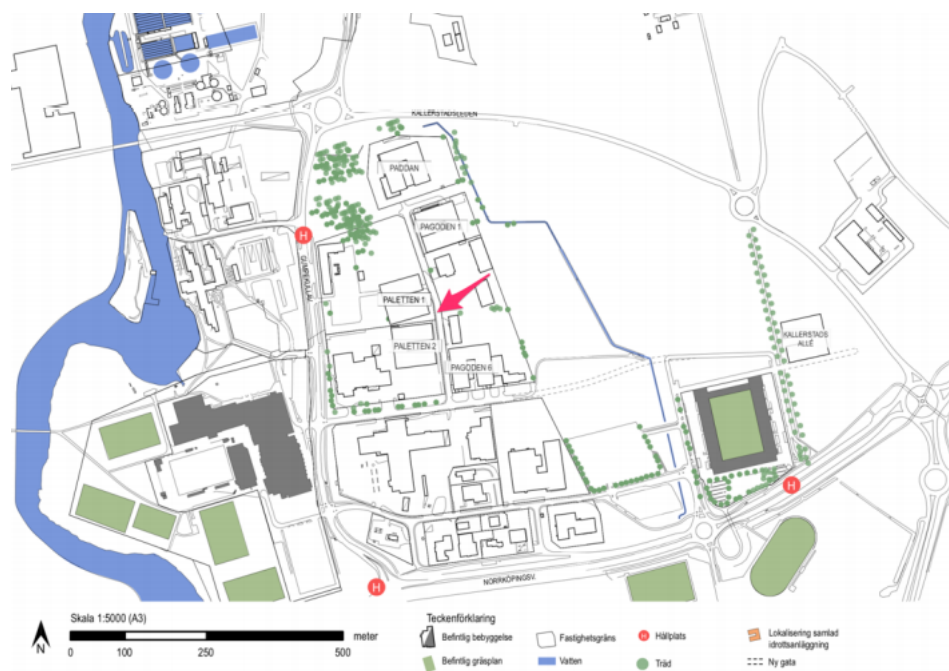 KALLERSTADSLEDEN
PADDAN
PAGODEN 1
H
GUMPEKULLAV.
PALETTEN 1
PALETTEN 2
PAGODEN 6
KALLERSTADS
ALLÉ
H
H
NORRKÖPINGSV.
Skala 1:5000 (A3)
meter
0 100 250 500
N
Teckenförklaring
Befintlig bebyggelse
Fastighetsgräns
H Hållplats
Lokalisering samlad
idrottsanläggning
Befintlig gräsplan
Vatten
Träd
Ny gata